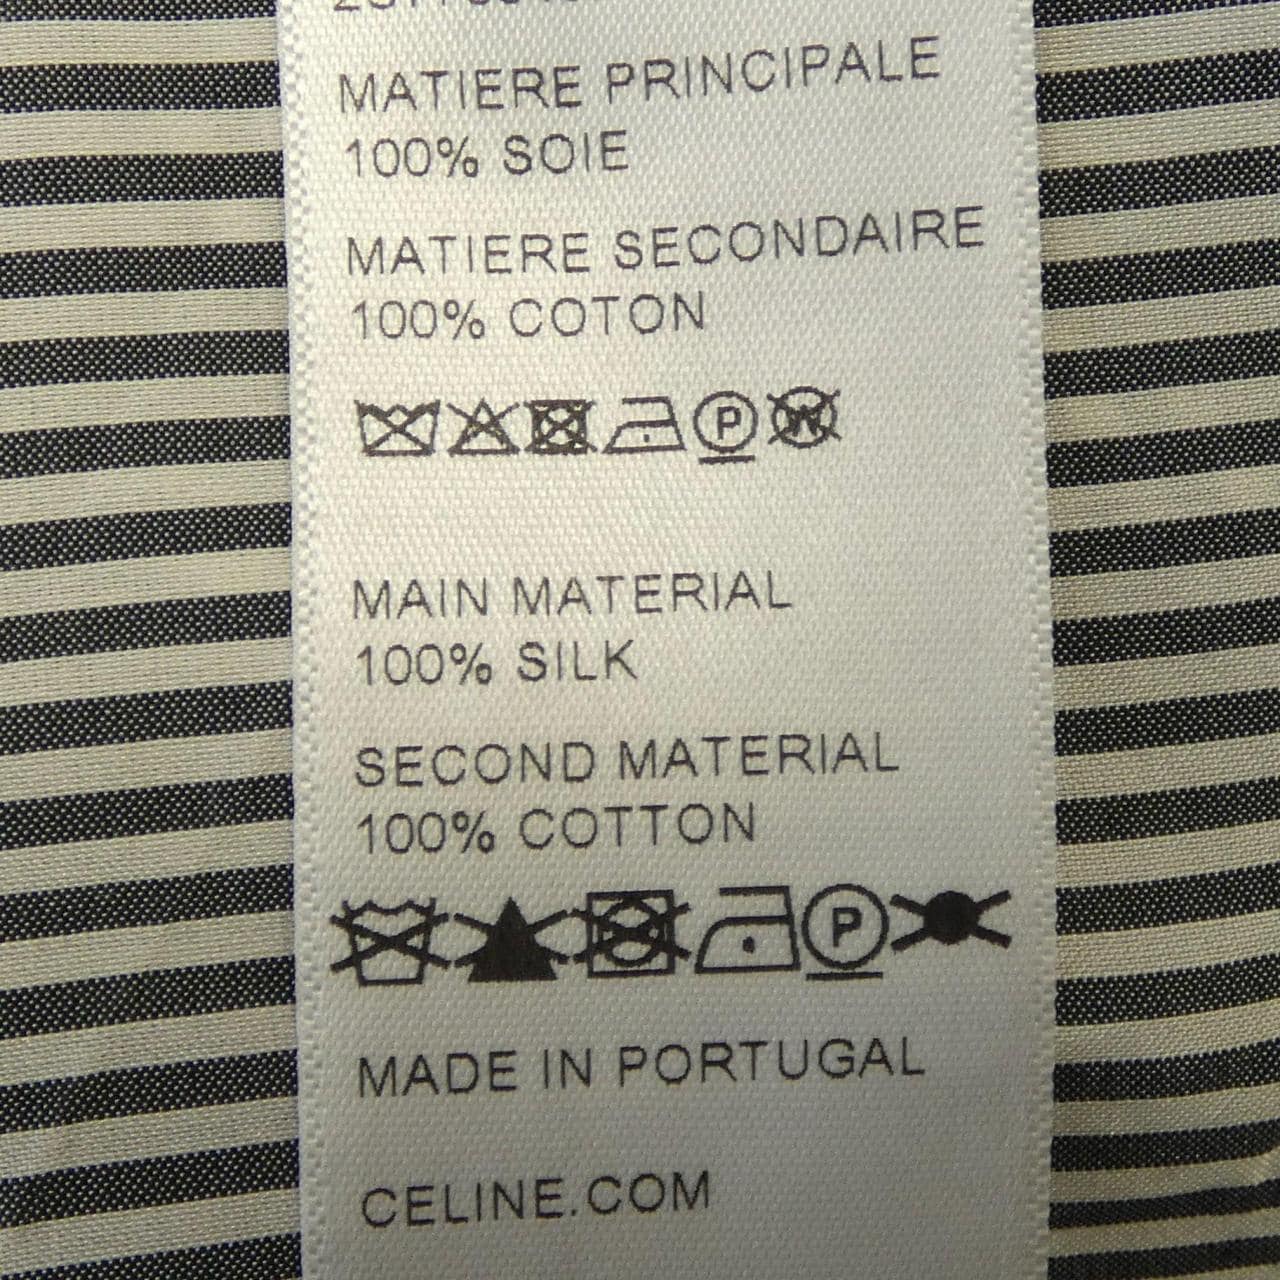 MATIERE PRINCIPALE
100% SOIE
MATIERE SECONDAIRE
100% COTON
P W
MAIN MATERIAL
100% SILK
SECOND MATERIAL
100% COTTON
P
MADE IN PORTUGAL
CELINE.COM